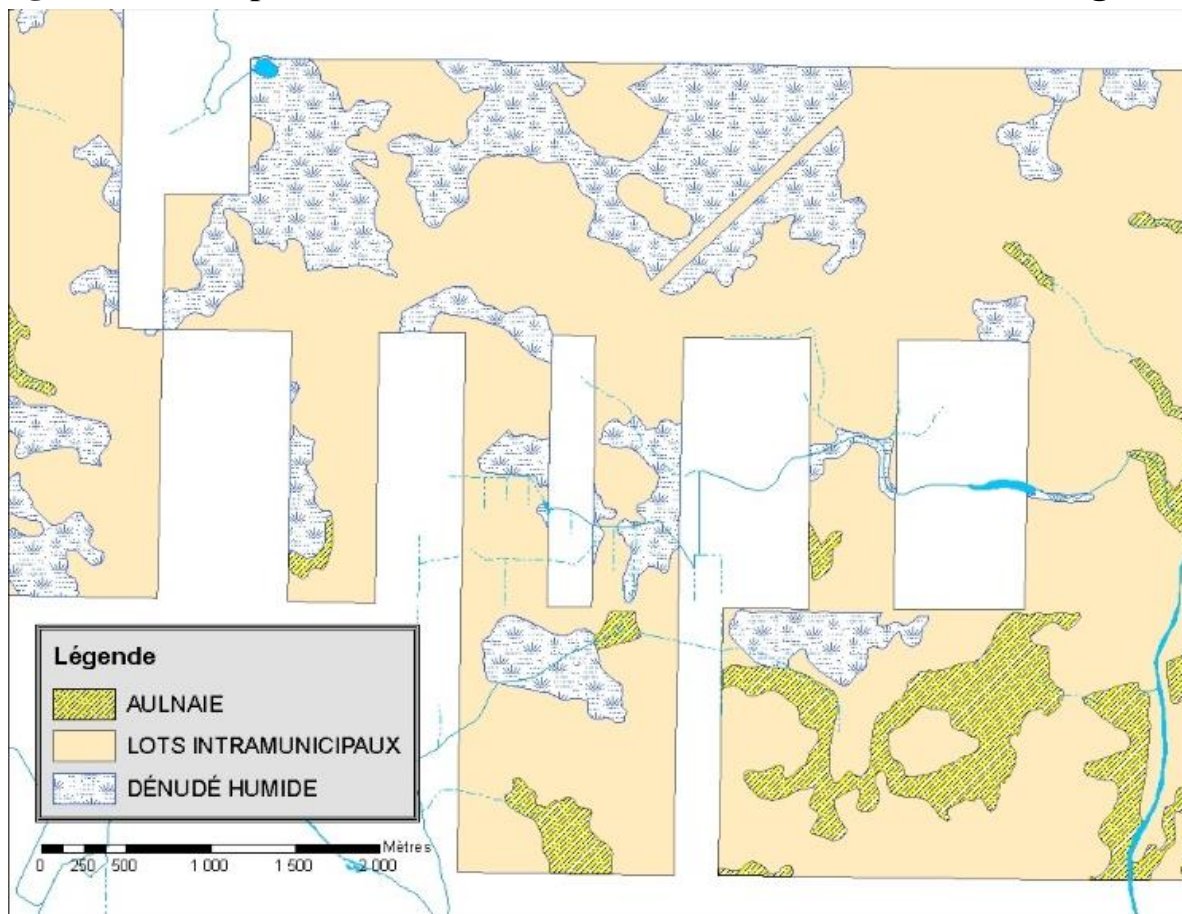 Légende
AULNAIE
LOTS INTRAMUNICIPAUX
DÉNUDÉ HUMIDE
Mètres
0 250 500 1 000 1 500 2 000